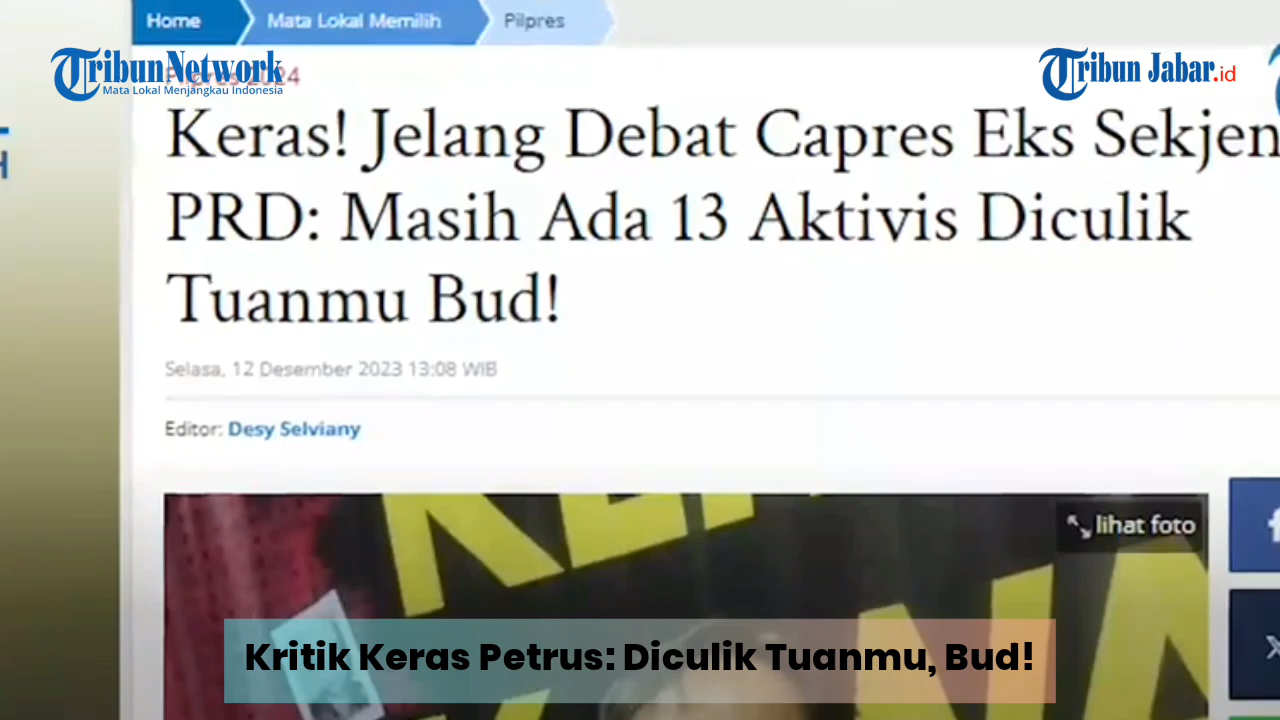 Home Mata Lokal Memilih Pilpres
TribunNetwork
Mata Lokal Menjangkau Indonesia
Tribun Jabar.id
Keras! Jelang Debat Capres Eks Sekjen
PRD: Masih Ada 13 Aktivis Diculik
Tuanmu Bud!
Selasa, 12 Desember 2023 13:08 WIB
Editor: Desy Selviany
lihat foto
Kritik Keras Petrus: Diculik Tuanmu, Bud!